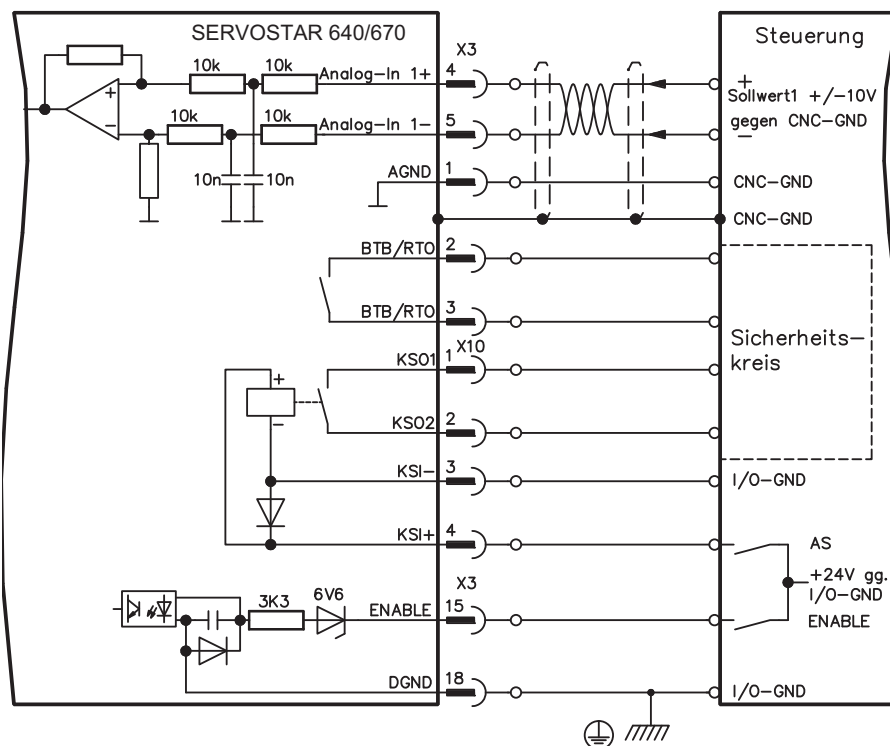 SERVOSTAR 640/670
Steuerung
X3
10k
10k
Analog-In 1+
4
+
Sollwert1 +/-10V
gegen CNC-GND
-
+
-
10k
10k
Analog-In 1-
5
10n
10n
AGND
1
CNC-GND
CNC-GND
BTB/RTO
2
BTB/RTO
3
Sicherheits-
kreis
X10
KSO1
1
+
-
KSO2
2
KSI-
3
I/O-GND
KSI+
4
AS
+24V gg.
I/O-GND
X3
3K3
6V6
ENABLE
15
ENABLE
DGND
18
I/O-GND